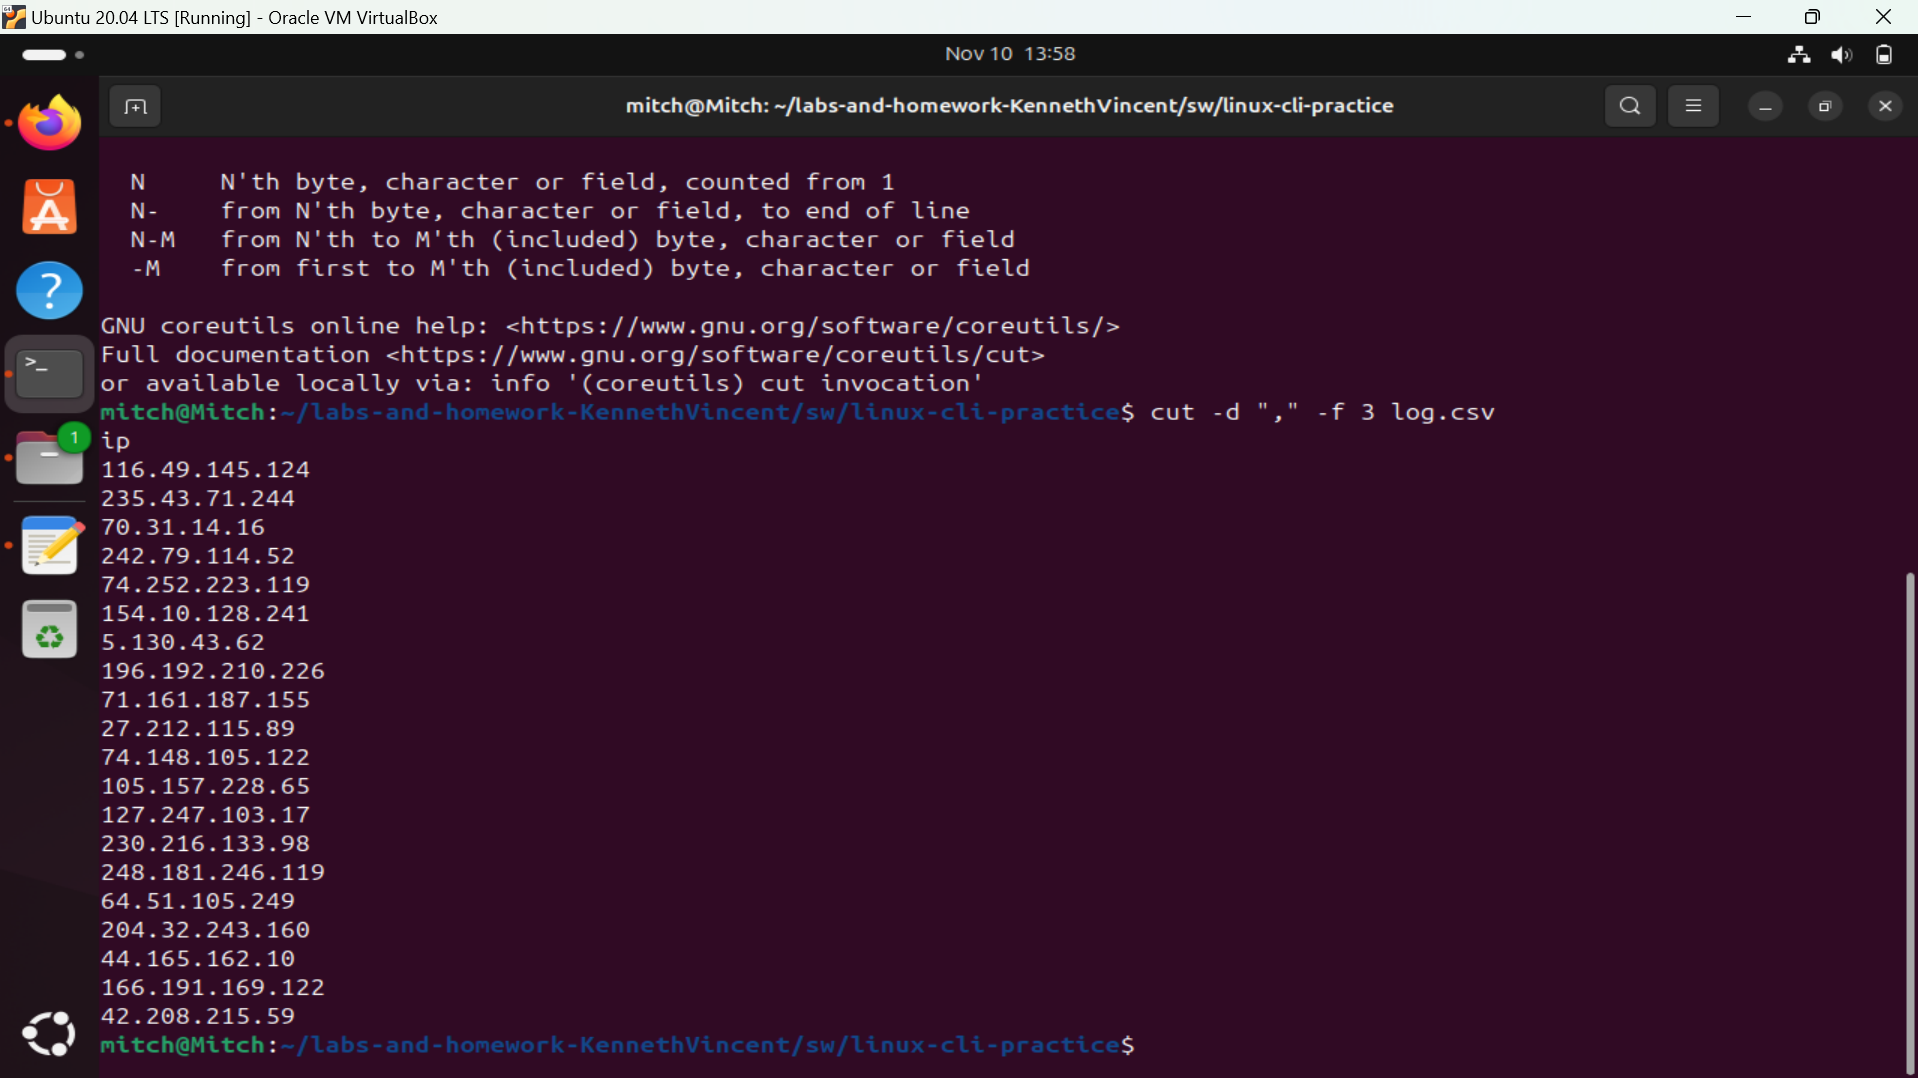 Ubuntu 20.04 LTS [Running] - Oracle VM VirtualBox
Nov 10 13:58
mitch@Mitch: ~/labs-and-homework-KennethVincent/sw/linux-cli-practice
N N'th byte, character or field, counted from 1
N- from N'th byte, character or field, to end of line
N-M from N'th to M'th (included) byte, character or field
-M from first to M'th (included) byte, character or field
GNU coreutils online help: <https://www.gnu.org/software/coreutils/>
Full documentation <https://www.gnu.org/software/coreutils/cut>
or available locally via: info '(coreutils) cut invocation'
mitch@Mitch:~/labs-and-homework-KennethVincent/sw/linux-cli-practice$ cut -d "," -f 3 log.csv
1
ip
116.49.145.124
235.43.71.244
70.31.14.16
242.79.114.52
74.252.223.119
154.10.128.241
5.130.43.62
196.192.210.226
71.161.187.155
27.212.115.89
74.148.105.122
105.157.228.65
127.247.103.17
230.216.133.98
248.181.246.119
64.51.105.249
204.32.243.160
44.165.162.10
166.191.169.122
42.208.215.59
mitch@Mitch:~/labs-and-homework-KennethVincent/sw/linux-cli-practice$